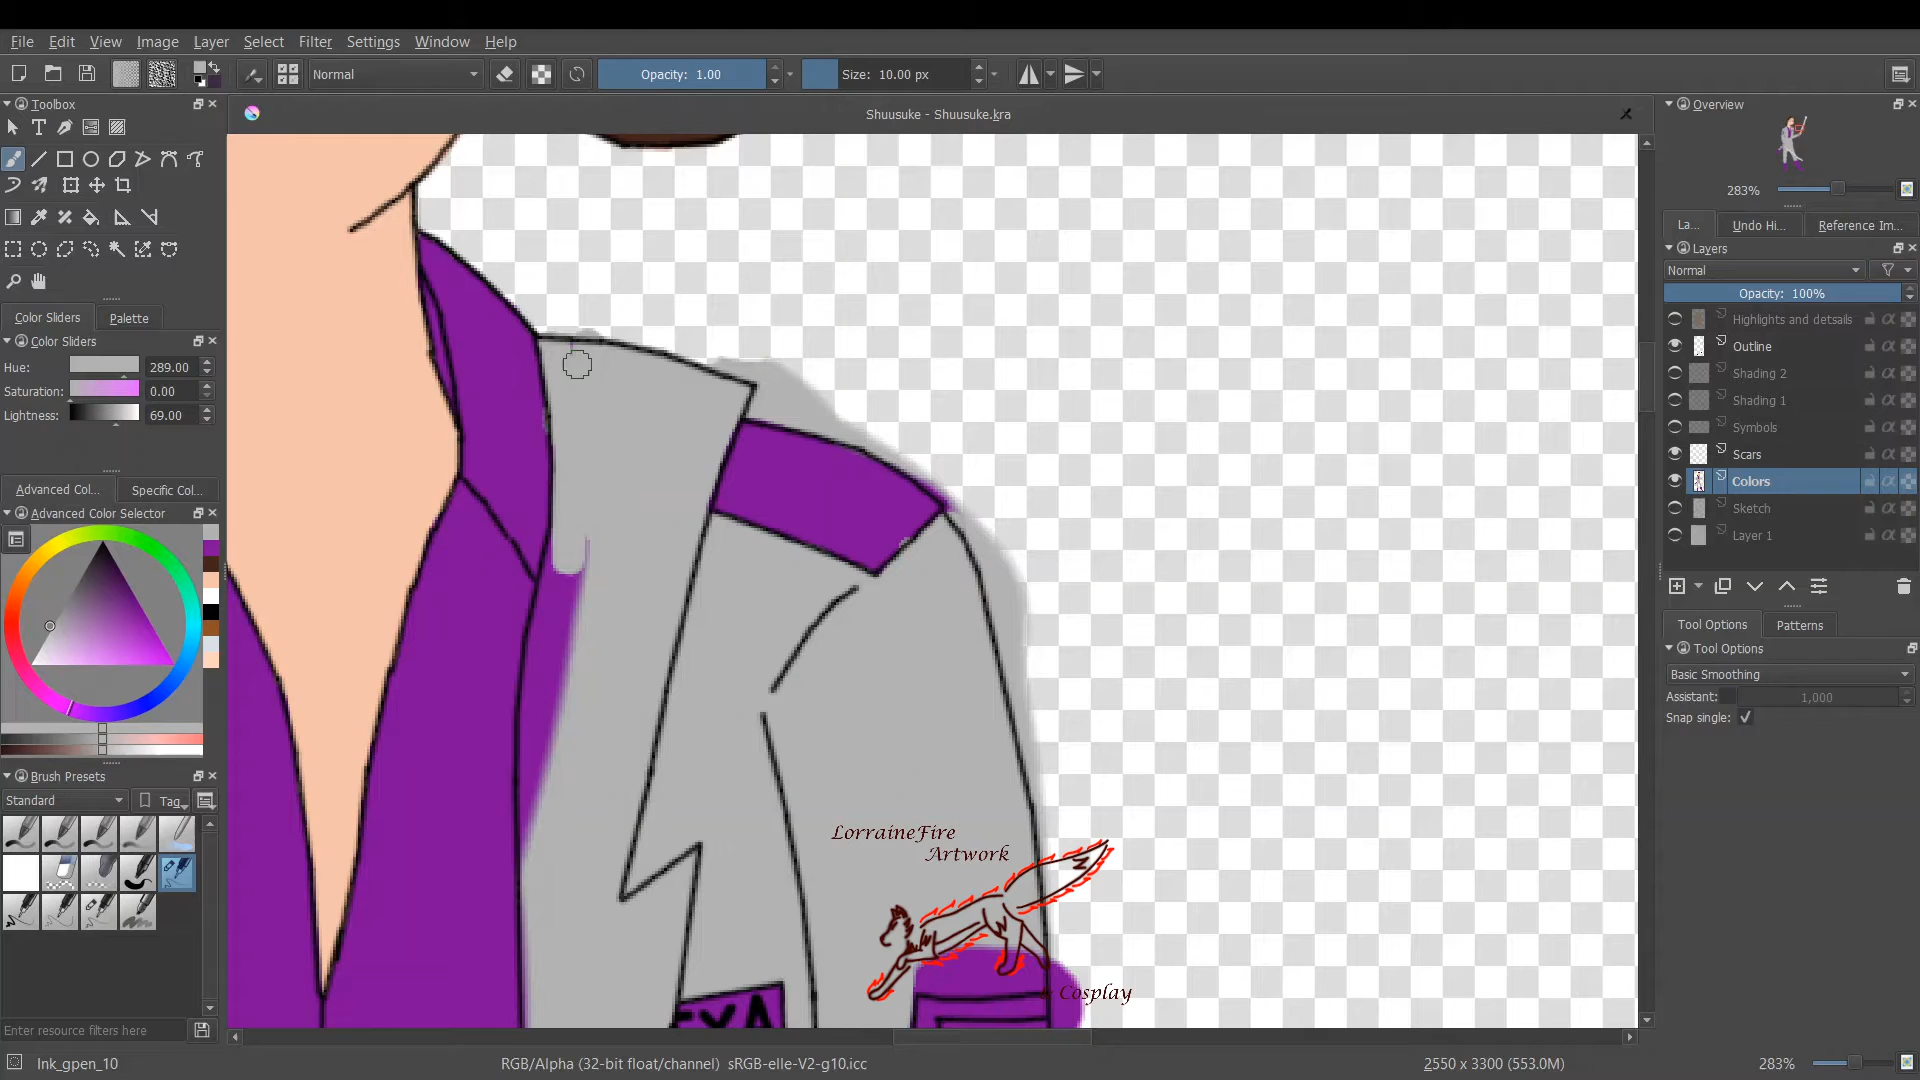 File Edit View Image Layer Select Filter Settings Window Help
Normal
Opacity: 1.00
Size: 10.00 px
Toolbox
Shuusuke - Shuusuke.kra
Overview
283%
La... Undo Hi... Reference Im...
Layers
Normal
Opacity: 100%
Highlights and detsails
Outline
Shading 2
Shading 1
Symbols
Scars
Colors
Sketch
Layer 1
Tool Options Patterns
Tool Options
Basic Smoothing
Assistant: 1,000
Snap single:
Color Sliders Palette
Color Sliders
Hue: 289.00
Saturation: 0.00
Lightness: 69.00
Advanced Col... Specific Col...
Advanced Color Selector
Brush Presets
Standard Tag
Enter resource filters here
LorraineFire
Artwork
& Cosplay
Ink_gpen_10
RGB/Alpha (32-bit float/channel) sRGB-elle-V2-g10.icc
2550 x 3300 (553.0M)
283%